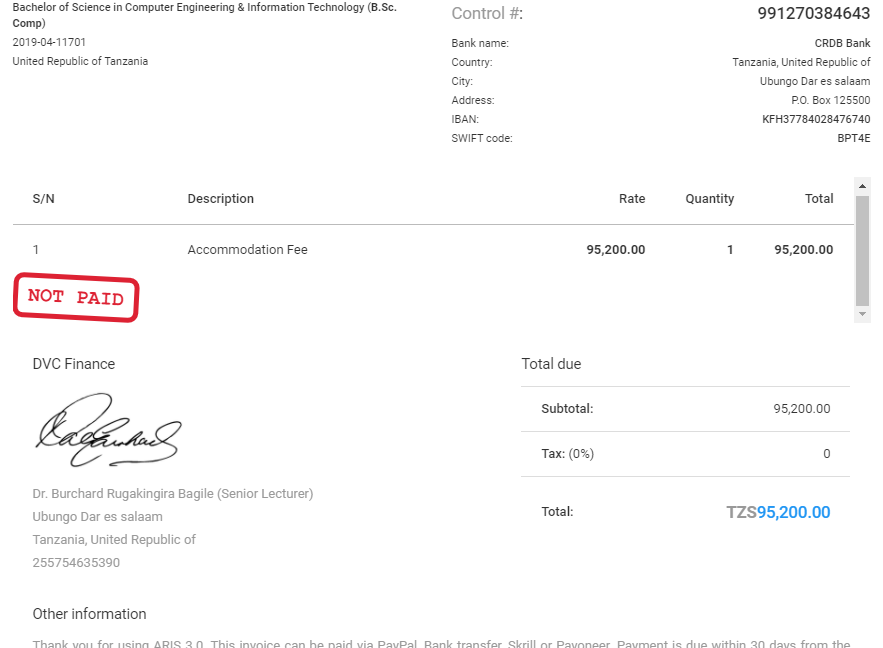 Bachelor of Science in Computer Engineering & Information Technology (B.Sc.
Comp)
2019-04-11701
United Republic of Tanzania
Control #: 991270384643
Bank name: CRDB Bank
Country: Tanzania, United Republic of
City: Ubungo Dar es salaam
Address: P.O. Box 125500
IBAN: KFH37784028476740
SWIFT code: BPT4E
S/N Description Rate Quantity Total
1 Accommodation Fee 95,200.00 1 95,200.00
NOT PAID
DVC Finance
Dr. Burchard Rugakingira Bagile (Senior Lecturer)
Ubungo Dar es salaam
Tanzania, United Republic of
255754635390
Total due
Subtotal: 95,200.00
Tax: (0%) 0
Total: TZS95,200.00
Other information
Thank you for using ARIS 3.0. This invoice can be paid via PayPal, Bank transfer, Skrill or Payoneer. Payment is due within 30 days from the